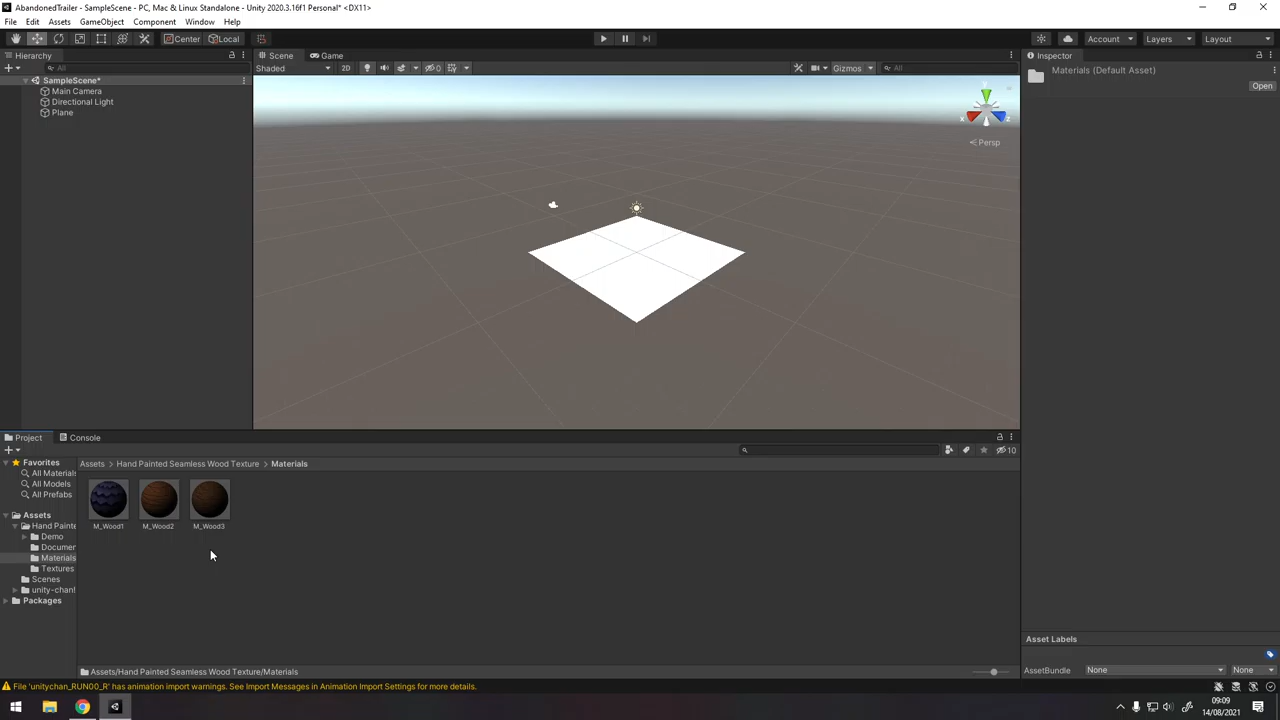 AbandonedTrailer - SampleScene - PC, Mac & Linux Standalone - Unity 2020.3.16f1 Personal* <DX11>
File Edit Assets GameObject Component Window Help
Center Local Account Layers Layout
Hierarchy Scene Game Inspector
All Shaded 2D 0 Gizmos All Materials (Default Asset)
Open
SampleScene*
Main Camera
Directional Light
Plane
y
x z
Persp
Project Console
10
Favorites Assets > Hand Painted Seamless Wood Texture > Materials
All Materials
All Models
All Prefabs
Assets
Hand Painte
Demo
Documen
Materials
Textures
Scenes
unity-chan!
Packages
M_Wood1 M_Wood2 M_Wood3
Asset Labels
Assets/Hand Painted Seamless Wood Texture/Materials AssetBundle None None
File 'unitychan_RUN00_R' has animation import warnings. See Import Messages in Animation Import Settings for more details.
09:09
14/08/2021